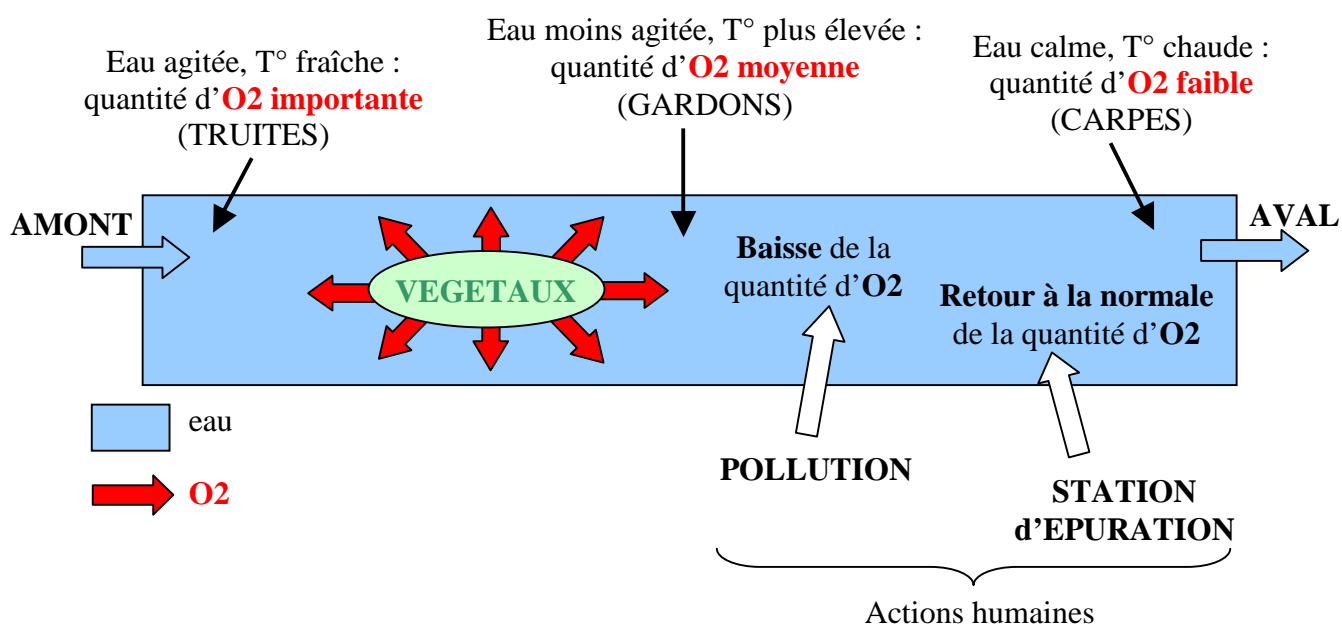 Eau agitée, T° fraîche :
quantité d’O2 importante
(TRUITES)
Eau moins agitée, T° plus élevée :
quantité d’O2 moyenne
(GARDONS)
Eau calme, T° chaude :
quantité d’O2 faible
(CARPES)
AMONT
AVAL
VEGETAUX
Baisse de la
quantité d’O2
Retour à la normale
de la quantité d’O2
eau
O2
POLLUTION
STATION
d’EPURATION
Actions humaines